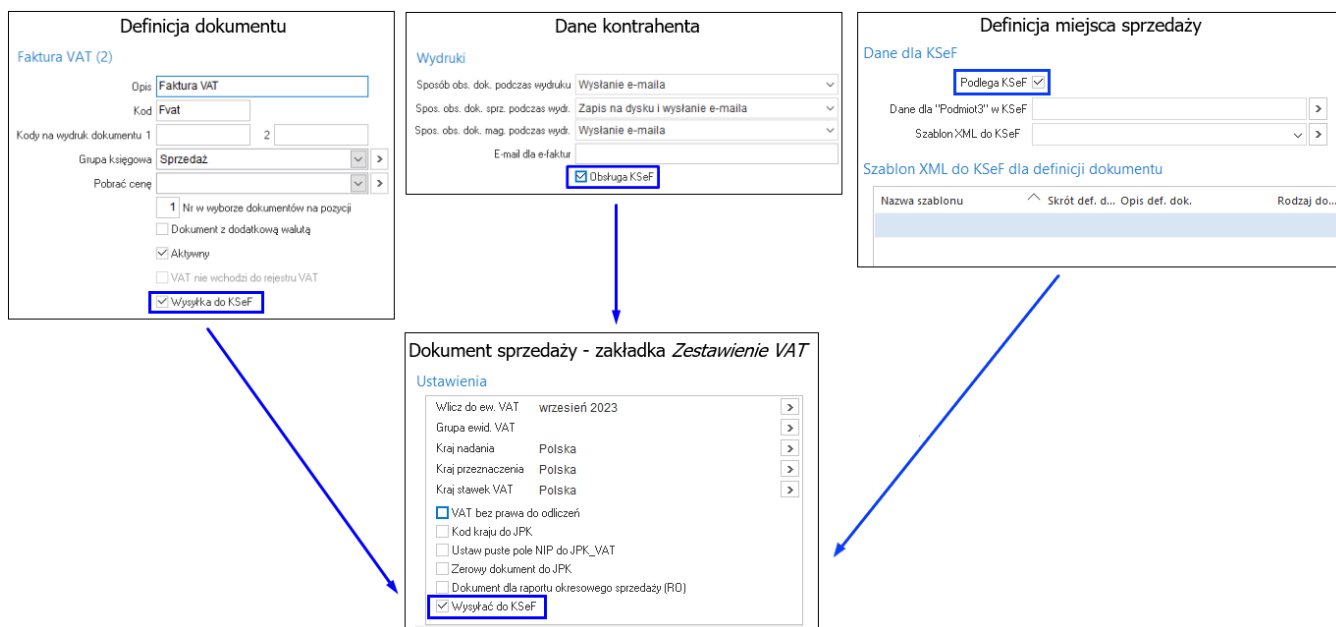 Definicja dokumentu
Faktura VAT (2)
Opis Faktura VAT
Kod Fvat
Kody na wydruk dokumentu 1 2
Grupa księgowa Sprzedaż
Pobrać cenę
1 Nr w wyborze dokumentów na pozycji
Dokument z dodatkową walutą
Aktywny
VAT nie wchodzi do rejestru VAT
Wysyłka do KSeF
Dane kontrahenta
Wydruki
Sposób obs. dok. podczas wydruku Wysłanie e-maila
Spos. obs. dok. sprz. podczas wydr. Zapis na dysku i wysłanie e-maila
Spos. obs. dok. mag. podczas wydr. Wysłanie e-maila
E-mail dla e-faktur
Obsługa KSeF
Definicja miejsca sprzedaży
Dane dla KSeF
Podlega KSeF
Dane dla "Podmiot3" w KSeF
Szablon XML do KSeF
Szablon XML do KSeF dla definicji dokumentu
Nazwa szablonu Skrót def. d... Opis def. dok. Rodzaj do...
Dokument sprzedaży - zakładka Zestawienie VAT
Ustawienia
Wlicz do ew. VAT wrzesień 2023
Grupa ewid. VAT
Kraj nadania Polska
Kraj przeznaczenia Polska
Kraj stawek VAT Polska
VAT bez prawa do odliczeń
Kod kraju do JPK
Ustaw puste pole NIP do JPK_VAT
Zerowy dokument do JPK
Dokument dla raportu okresowego sprzedaży (RO)
Wysyłać do KSeF